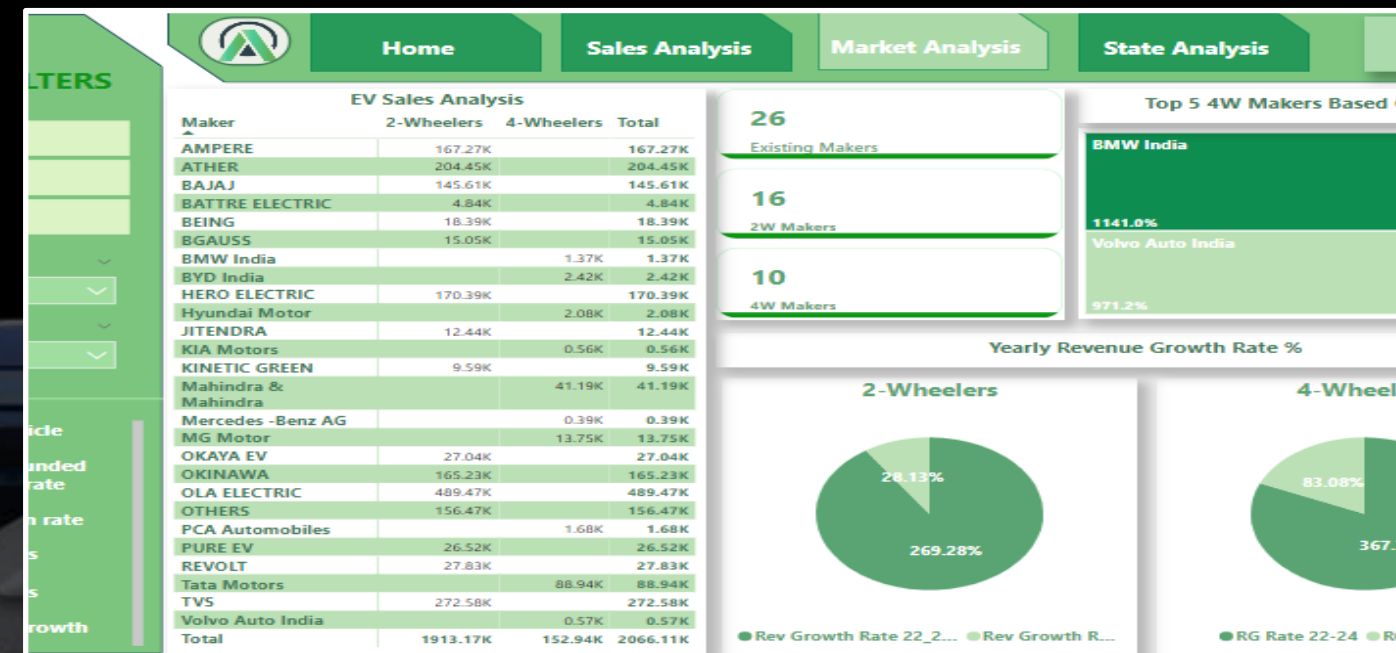 Home
Sales Analysis
Market Analysis
State Analysis
LTERS
EV Sales Analysis
Maker 2-Wheelers 4-Wheelers Total
AMPERE 167.27K 167.27K
ATHER 204.45K 204.45K
BAJAJ 145.61K 145.61K
BATTRE ELECTRIC 4.84K 4.84K
BEING 18.39K 18.39K
BGAUSS 15.05K 15.05K
BMW India 1.37K 1.37K
BYD India 2.42K 2.42K
HERO ELECTRIC 170.39K 170.39K
Hyundai Motor 2.08K 2.08K
JITENDRA 12.44K 12.44K
KIA Motors 0.56K 0.56K
KINETIC GREEN 9.59K 9.59K
Mahindra & 41.19K 41.19K
Mahindra
Mercedes -Benz AG 0.39K 0.39K
MG Motor 13.75K 13.75K
OKAYA EV 27.04K 27.04K
OKINAWA 165.23K 165.23K
OLA ELECTRIC 489.47K 489.47K
OTHERS 156.47K 156.47K
PCA Automobiles 1.68K 1.68K
PURE EV 26.52K 26.52K
REVOLT 27.83K 27.83K
Tata Motors 88.94K 88.94K
TVS 272.58K 272.58K
Volvo Auto India 0.57K 0.57K
Total 1913.17K 152.94K 2066.11K
26
Existing Makers
16
2W Makers
10
4W Makers
Top 5 4W Makers Based
BMW India
1141.0%
Volvo Auto India
971.2%
Yearly Revenue Growth Rate %
2-Wheelers
28.13%
269.28%
Rev Growth Rate 22_2... Rev Growth R...
4-Wheel
83.08%
367.
RG Rate 22-24
icle
unded
rate
n rate
s
s
rowth